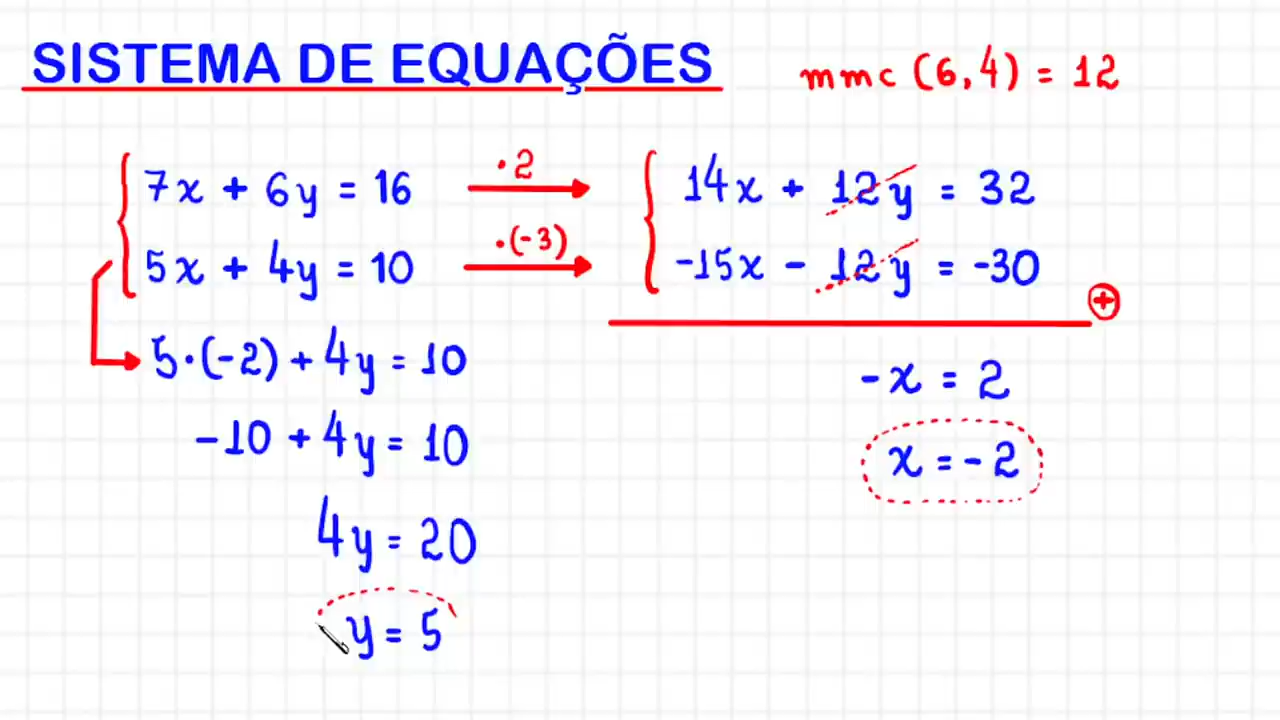 SISTEMA DE EQUAÇÕES
mmc (6,4) = 12
7x + 6y = 16
·2
14x + 12y = 32
5x + 4y = 10
·(-3)
-15x - 12y = -30
+
5·(-2) + 4y = 10
-x = 2
-10 + 4y = 10
x = -2
4y = 20
y = 5